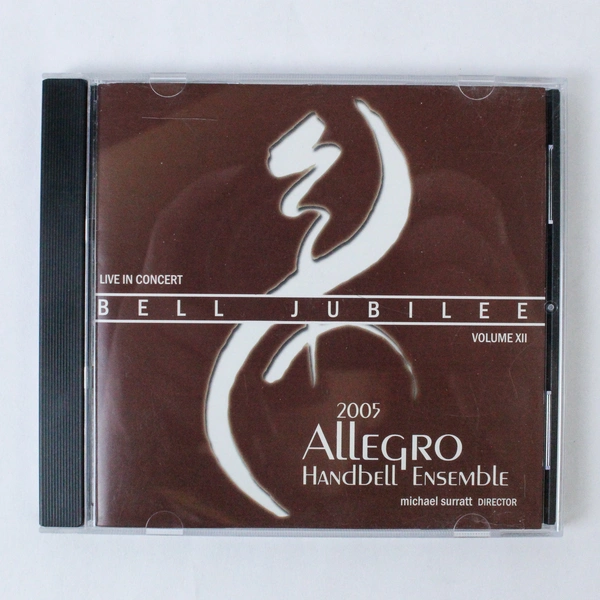 LIVE IN CONCERT
BELL JUBILEE
VOLUME XII
2005
ALLEGRO
HANDBELL ENSEMBLE
michael surratt DIRECTOR